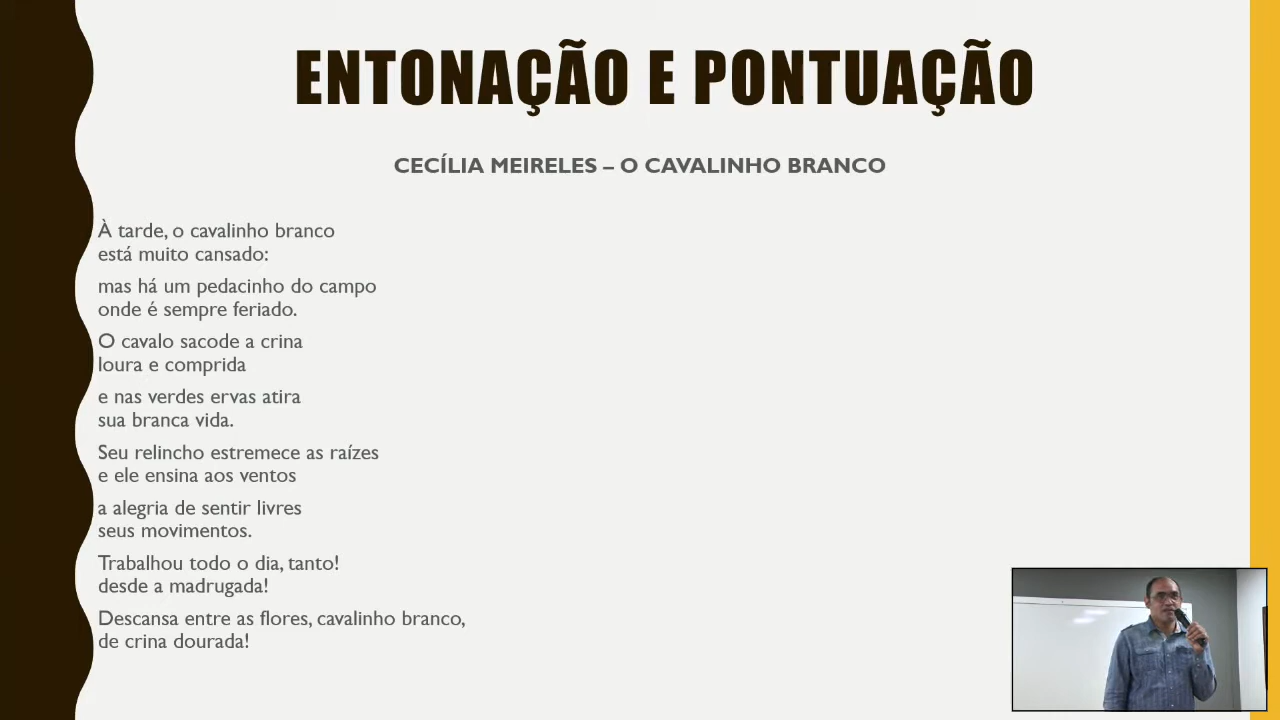 ENTONAÇÃO E PONTUAÇÃO
CECÍLIA MEIRELES – O CAVALINHO BRANCO
À tarde, o cavalinho branco
está muito cansado:
mas há um pedacinho do campo
onde é sempre feriado.
O cavalo sacode a crina
loura e comprida
e nas verdes ervas atira
sua branca vida.
Seu relincho estremece as raízes
e ele ensina aos ventos
a alegria de sentir livres
seus movimentos.
Trabalhou todo o dia, tanto!
desde a madrugada!
Descansa entre as flores, cavalinho branco,
de crina dourada!